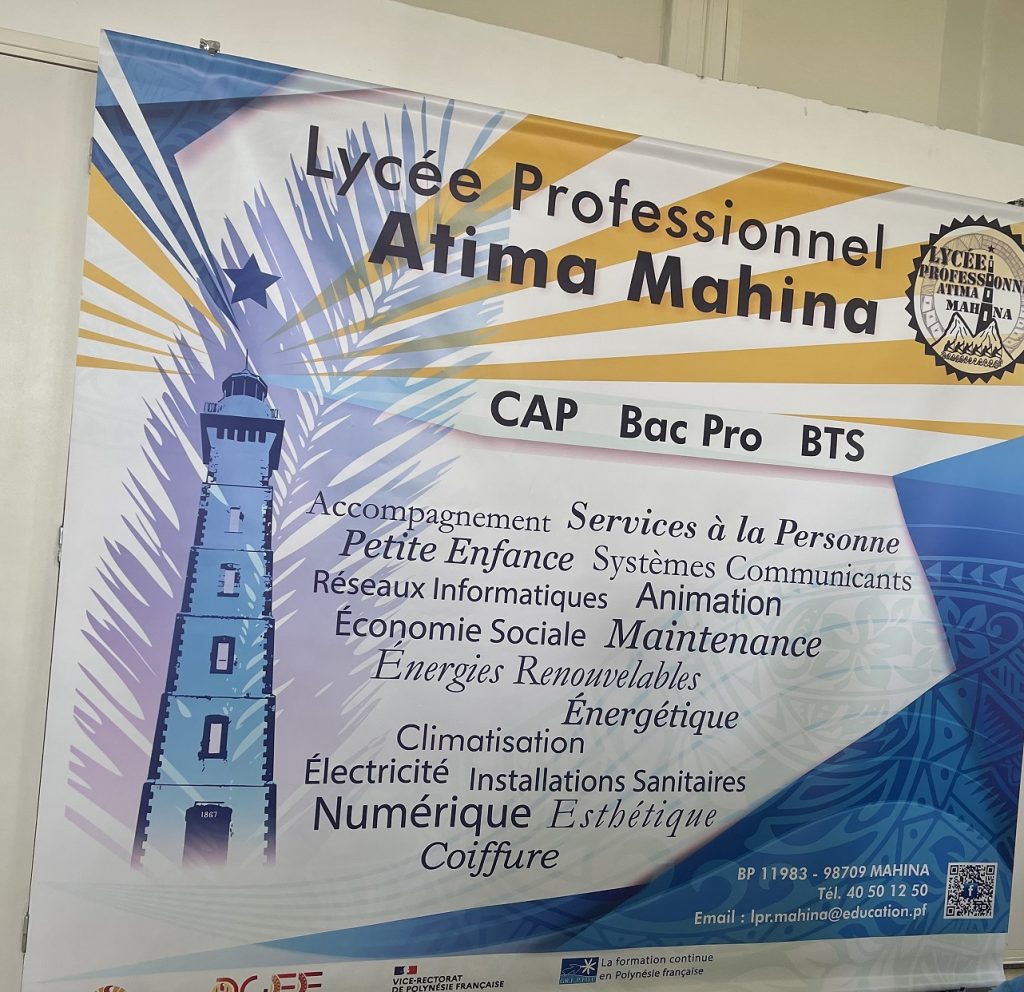 Lycée Professionnel
Atima Mahina
LYCÉE
PROFESSIONNEL
ATIMA
MAHINA
CAP Bac Pro BTS
Accompagnement Services à la Personne
Petite Enfance Systèmes Communicants
Réseaux Informatiques Animation
Économie Sociale Maintenance
Énergies Renouvelables
Énergétique
Climatisation
Électricité Installations Sanitaires
Numérique Esthétique
Coiffure
1867
BP 11983 - 98709 MAHINA
Tél. 40 50 12 50
Email : lpr.mahina@education.pf
DGEE
VICE-RECTORAT
DE POLYNÉSIE FRANÇAISE
La formation continue
en Polynésie française